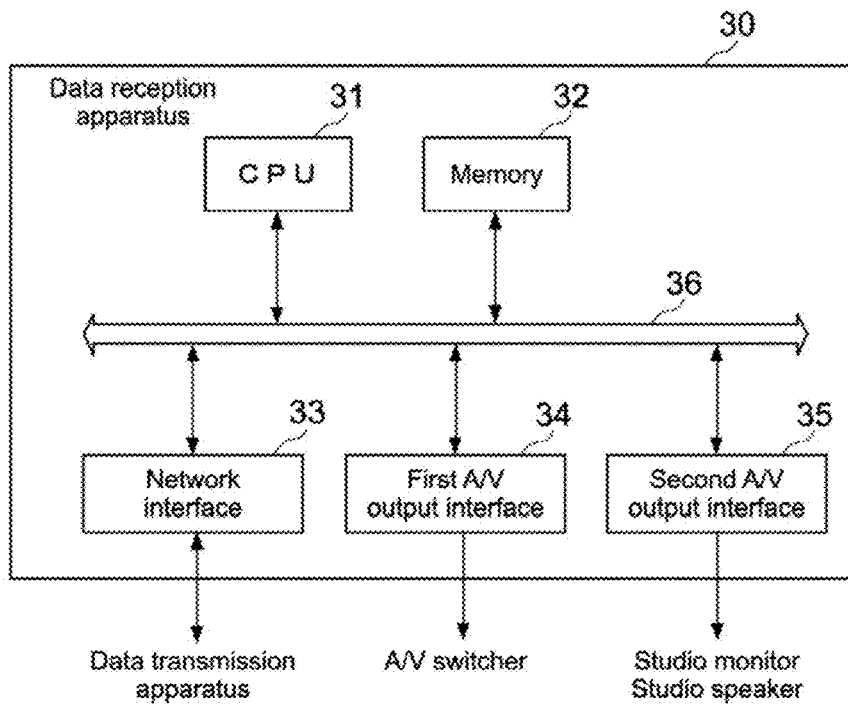 30
Data reception
apparatus
31
32
C P U
Memory
36
33
34
35
Network
interface
First A/V
output interface
Second A/V
output interface
Data transmission
apparatus
A/V switcher
Studio monitor
Studio speaker